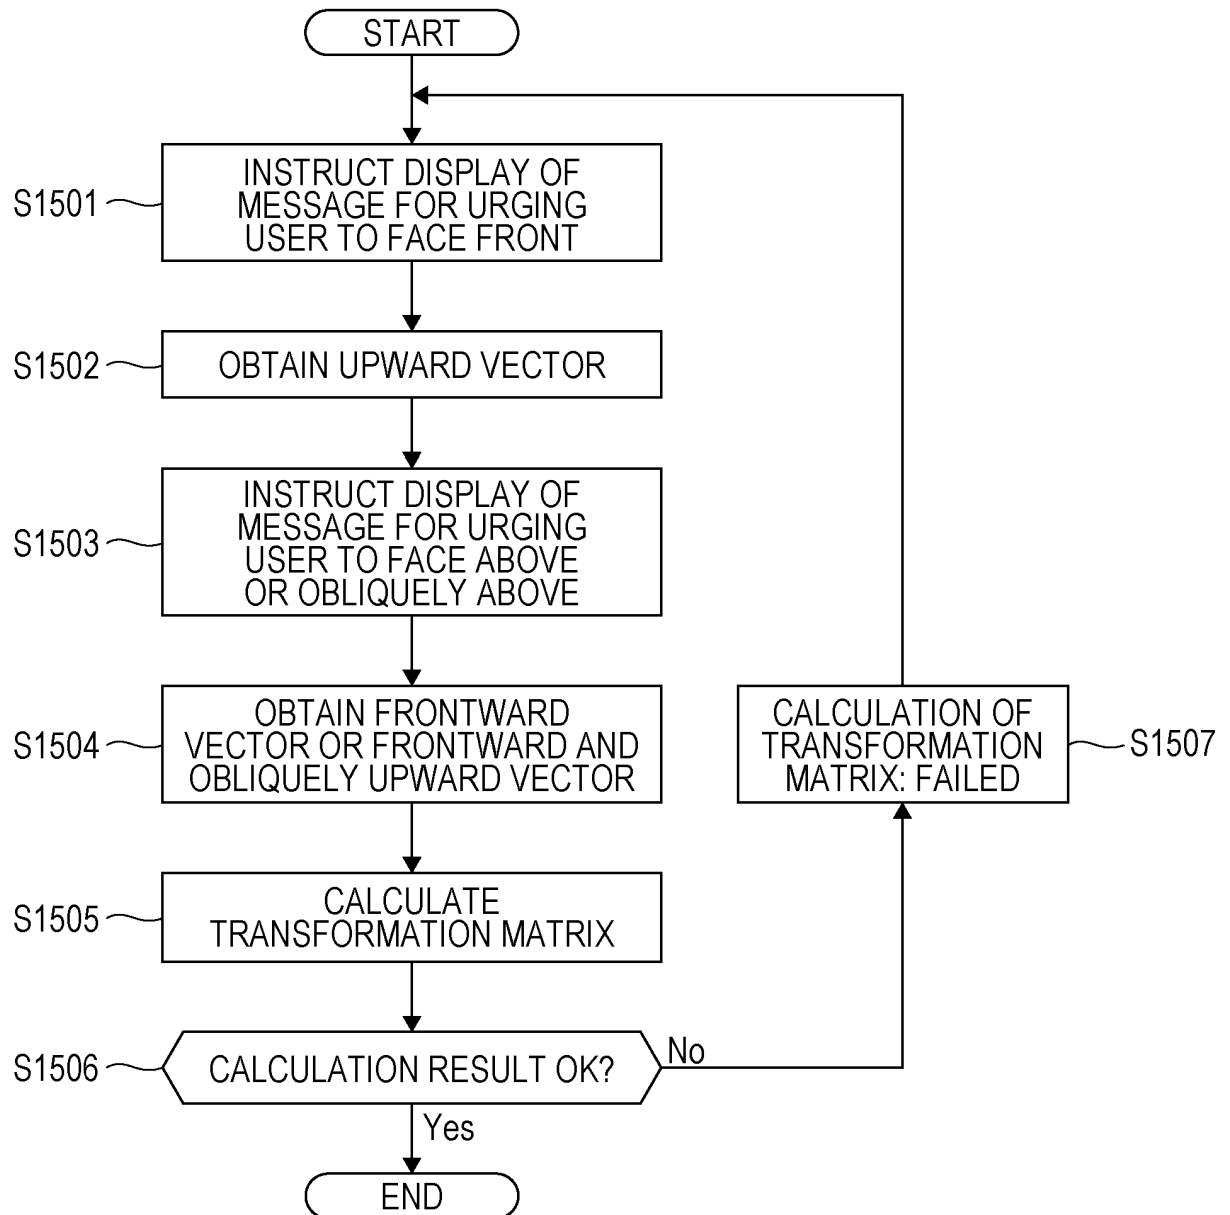 START
S1501
INSTRUCT DISPLAY OF
MESSAGE FOR URGING
USER TO FACE FRONT
S1502
OBTAIN UPWARD VECTOR
S1503
INSTRUCT DISPLAY OF
MESSAGE FOR URGING
USER TO FACE ABOVE
OR OBLIQUELY ABOVE
S1504
OBTAIN FRONTWARD
VECTOR OR FRONTWARD AND
OBLIQUELY UPWARD VECTOR
CALCULATION OF
TRANSFORMATION
MATRIX: FAILED
S1507
S1505
CALCULATE
TRANSFORMATION MATRIX
S1506
CALCULATION RESULT OK?
No
Yes
END